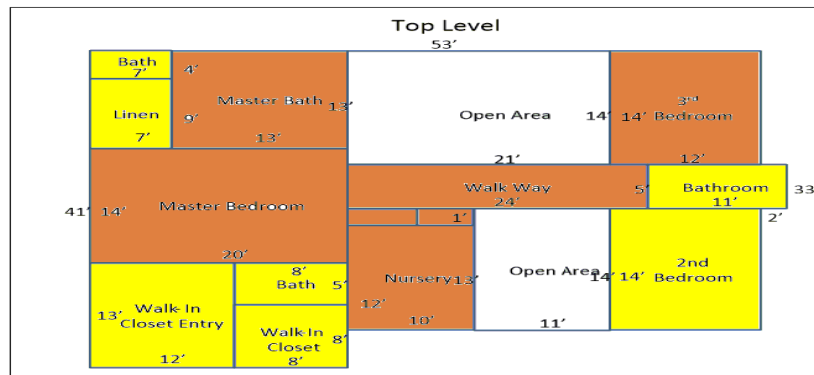 Top Level
53’
Bath
7’
4’
Master Bath
13’
13’
Linen
7’
9’
Open Area
21’
14’
14’
3rd
Bedroom
12’
Walk Way
24’
5’
Bathroom
11’
33’
2’
41’
14’
Master Bedroom
20’
1’
Nursery
13’
12’
10’
Open Area
11’
14’
14’
2nd
Bedroom
8’
Bath
5’
13’
Walk-In
Closet Entry
12’
Walk-In
Closet
8’
8’